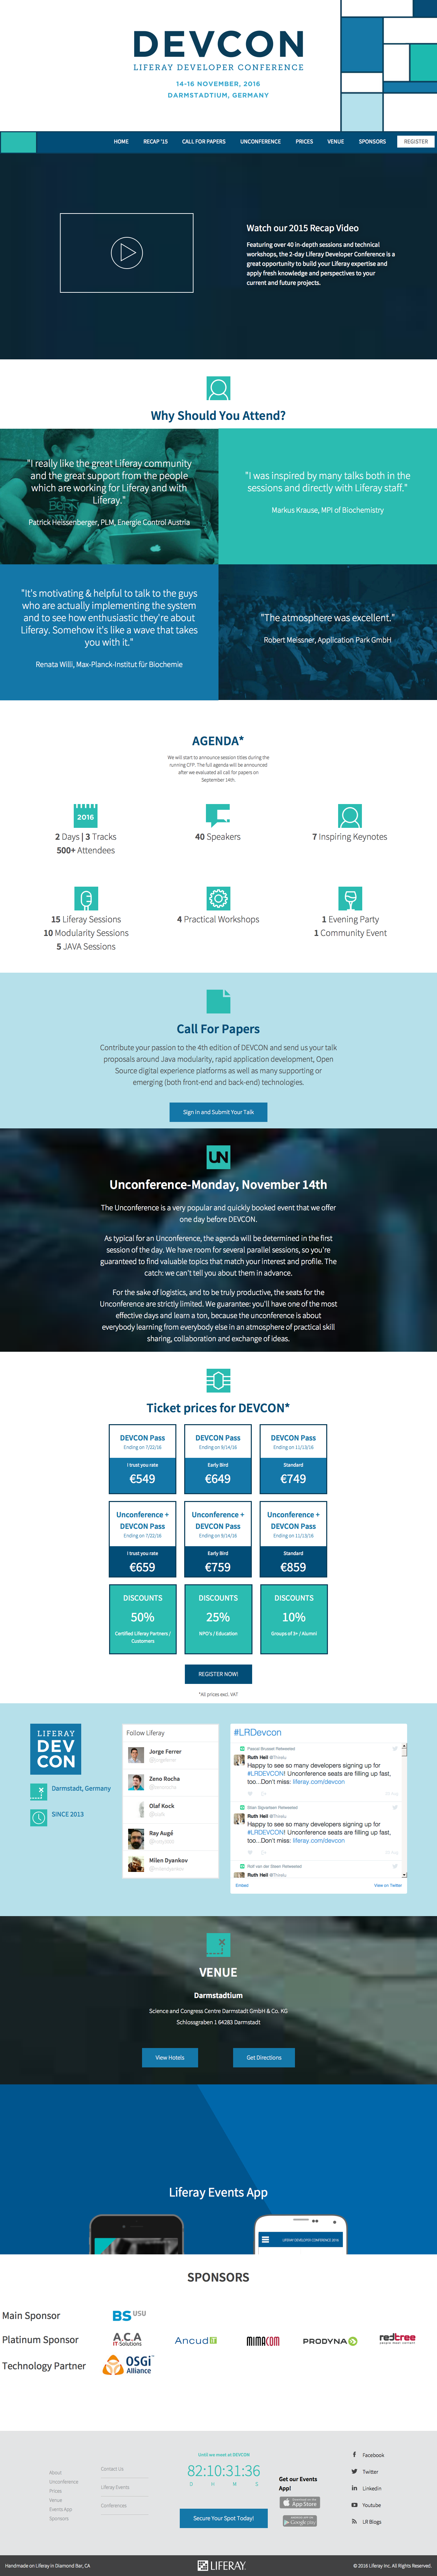 DEVCON
LIFERAY DEVELOPER CONFERENCE
14-16 NOVEMBER, 2016
DARMSTADTIUM, GERMANY
HOME RECAP '15 CALL FOR PAPERS UNCONFERENCE PRICES VENUE SPONSORS REGISTER
Watch our 2015 Recap Video
Featuring over 40 in-depth sessions and technical
workshops, the 2-day Liferay Developer Conference is a
great opportunity to build your Liferay expertise and
apply fresh knowledge and perspectives to your
current and future projects.
Why Should You Attend?
"I really like the great Liferay community
and the great support from the people
which are working for Liferay and with
Liferay."
Patrick Heissenberger, PLM, Energie Control Austria
"I was inspired by many talks both in the
sessions and directly with Liferay staff."
Markus Krause, MPI of Biochemistry
"It's motivating & helpful to talk to the guys
who are actually implementing the system
and to see how enthusiastic they're about
Liferay. Somehow it's like a wave that takes
you with it."
Renata Willi, Max-Planck-Institut für Biochemie
"The atmosphere was excellent."
Robert Meissner, Application Park GmbH
AGENDA*
We will start to announce session titles during the
running CFP. The full agenda will be announced
after we evaluated all call for papers on
September 14th.
2016
2 Days | 3 Tracks
500+ Attendees
40 Speakers
7 Inspiring Keynotes
15 Liferay Sessions
10 Modularity Sessions
5 JAVA Sessions
4 Practical Workshops
1 Evening Party
1 Community Event
Call For Papers
Contribute your passion to the 4th edition of DEVCON and send us your talk
proposals around Java modularity, rapid application development, Open
Source digital experience platforms as well as many supporting or
emerging (both front-end and back-end) technologies.
Sign in and Submit Your Talk
UN
Unconference-Monday, November 14th
The Unconference is a very popular and quickly booked event that we offer
one day before DEVCON.
As typical for an Unconference, the agenda will be determined in the first
session of the day. We have room for several parallel sessions, so you're
guaranteed to find valuable topics that match your interest and profile. The
catch: we can't tell you about them in advance.
For the sake of logistics, and to be truly productive, the seats for the
Unconference are strictly limited. We guarantee: you'll have one of the most
effective days and learn a ton, because the unconference is about
everybody learning from everybody else in an atmosphere of practical skill
sharing, collaboration and exchange of ideas.
Ticket prices for DEVCON*
DEVCON Pass
Ending on 7/22/16
I trust you rate
€549
DEVCON Pass
Ending on 9/14/16
Early Bird
€649
DEVCON Pass
Ending on 11/13/16
Standard
€749
Unconference +
DEVCON Pass
Ending on 7/22/16
I trust you rate
€659
Unconference +
DEVCON Pass
Ending on 9/14/16
Early Bird
€759
Unconference +
DEVCON Pass
Ending on 11/13/16
Standard
€859
DISCOUNTS
50%
Certified Liferay Partners /
Customers
DISCOUNTS
25%
NPO's / Education
DISCOUNTS
10%
Groups of 3+ / Alumni
REGISTER NOW!
*All prices excl. VAT
LIFERAY
DEV
CON
Darmstadt, Germany
SINCE 2013
Follow Liferay
Jorge Ferrer
Zeno Rocha
Olaf Kock
Ray Augé
Milen Dyankov
#LRDevcon
Pascal Brusset Retweeted
Ruth Heil
Happy to see so many developers signing up for
#LRDEVCON! Unconference seats are filling up fast,
too...Don't miss: liferay.com/devcon
Ruth Heil
Happy to see so many developers signing up for
#LRDEVCON! Unconference seats are filling up fast,
too...Don't miss: liferay.com/devcon
Rolf van der Steen Retweeted
Ruth Heil
Happy to see so many developers signing up for
Embed View on Twitter
VENUE
Darmstadtium
Science and Congress Centre Darmstadt GmbH & Co. KG
Schlossgraben 1 64283 Darmstadt
View Hotels Get Directions
Liferay Events App
LIFERAY DEVELOPER CONFERENCE 2016
SPONSORS
Main Sponsor BS USU
Platinum Sponsor A.C.A IT-Solutions Ancud IT MIMACOM PRODYNA redtree
Technology Partner OSGi Alliance
About
Unconference
Prices
Venue
Events App
Sponsors
Contact Us
Liferay Events
Conferences
Until we meet at DEVCON
82:10:31:36
D H M S
Secure Your Spot Today!
Get our Events
App!
App Store
Google play
Facebook
Twitter
LinkedIn
Youtube
LR Blogs
Handmade on Liferay in Diamond Bar, CA
LIFERAY.
© 2016 Liferay Inc. All Rights Reserved.